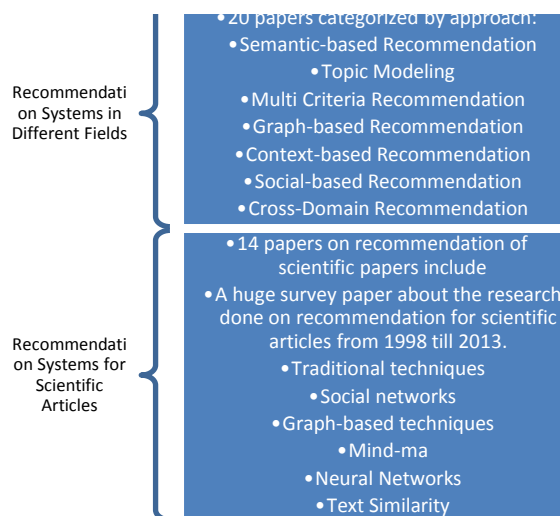 Recommendati
on Systems in
Different Fields
•20 papers categorized by approach:
•Semantic-based Recommendation
•Topic Modeling
•Multi Criteria Recommendation
•Graph-based Recommendation
•Context-based Recommendation
•Social-based Recommendation
•Cross-Domain Recommendation
Recommendati
on Systems for
Scientific
Articles
•14 papers on recommendation of
scientific papers include
•A huge survey paper about the research
done on recommendation for scientific
articles from 1998 till 2013.
•Traditional techniques
•Social networks
•Graph-based techniques
•Mind-ma
•Neural Networks
•Text Similarity